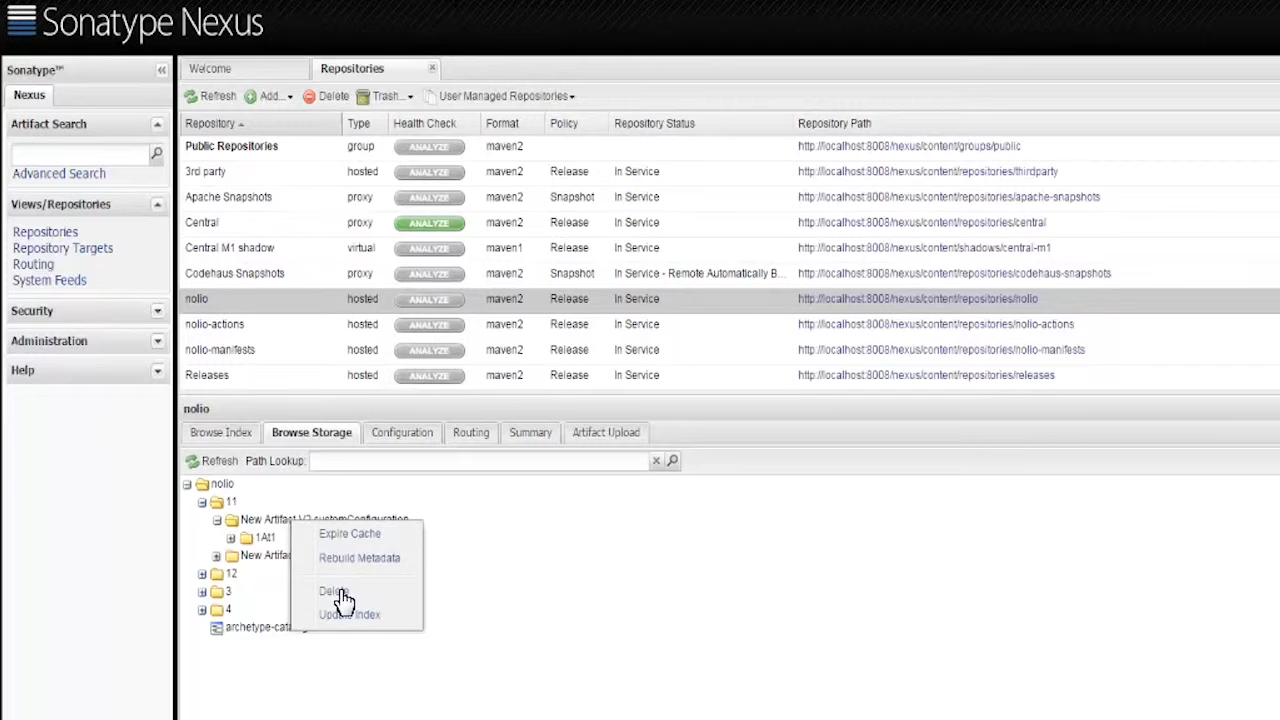 Sonatype Nexus
Sonatype™
Welcome Repositories
Nexus
Refresh Add... Delete Trash... User Managed Repositories
Artifact Search
Repository Type Health Check Format Policy Repository Status Repository Path
Public Repositories group ANALYZE maven2 http://localhost:8008/nexus/content/groups/public
Advanced Search
3rd party hosted ANALYZE maven2 Release In Service http://localhost:8008/nexus/content/repositories/thirdparty
Apache Snapshots proxy ANALYZE maven2 Snapshot In Service http://localhost:8008/nexus/content/repositories/apache-snapshots
Views/Repositories
Central proxy ANALYZE maven2 Release In Service http://localhost:8008/nexus/content/repositories/central
Repositories
Repository Targets
Central M1 shadow virtual ANALYZE maven1 Release In Service http://localhost:8008/nexus/content/shadows/central-m1
Routing
Codehaus Snapshots proxy ANALYZE maven2 Snapshot In Service - Remote Automatically B... http://localhost:8008/nexus/content/repositories/codehaus-snapshots
System Feeds
nolio hosted ANALYZE maven2 Release In Service http://localhost:8008/nexus/content/repositories/nolio
Security
nolio-actions hosted ANALYZE maven2 Release In Service http://localhost:8008/nexus/content/repositories/nolio-actions
Administration
nolio-manifests hosted ANALYZE maven2 Release In Service http://localhost:8008/nexus/content/repositories/nolio-manifests
Help
Releases hosted ANALYZE maven2 Release In Service http://localhost:8008/nexus/content/repositories/releases
nolio
Browse Index Browse Storage Configuration Routing Summary Artifact Upload
Refresh Path Lookup:
nolio
11
New Artifact
Expire Cache
1At1
New Artifa
Rebuild Metadata
12
3
Delete
4
Update Index
archetype-cata